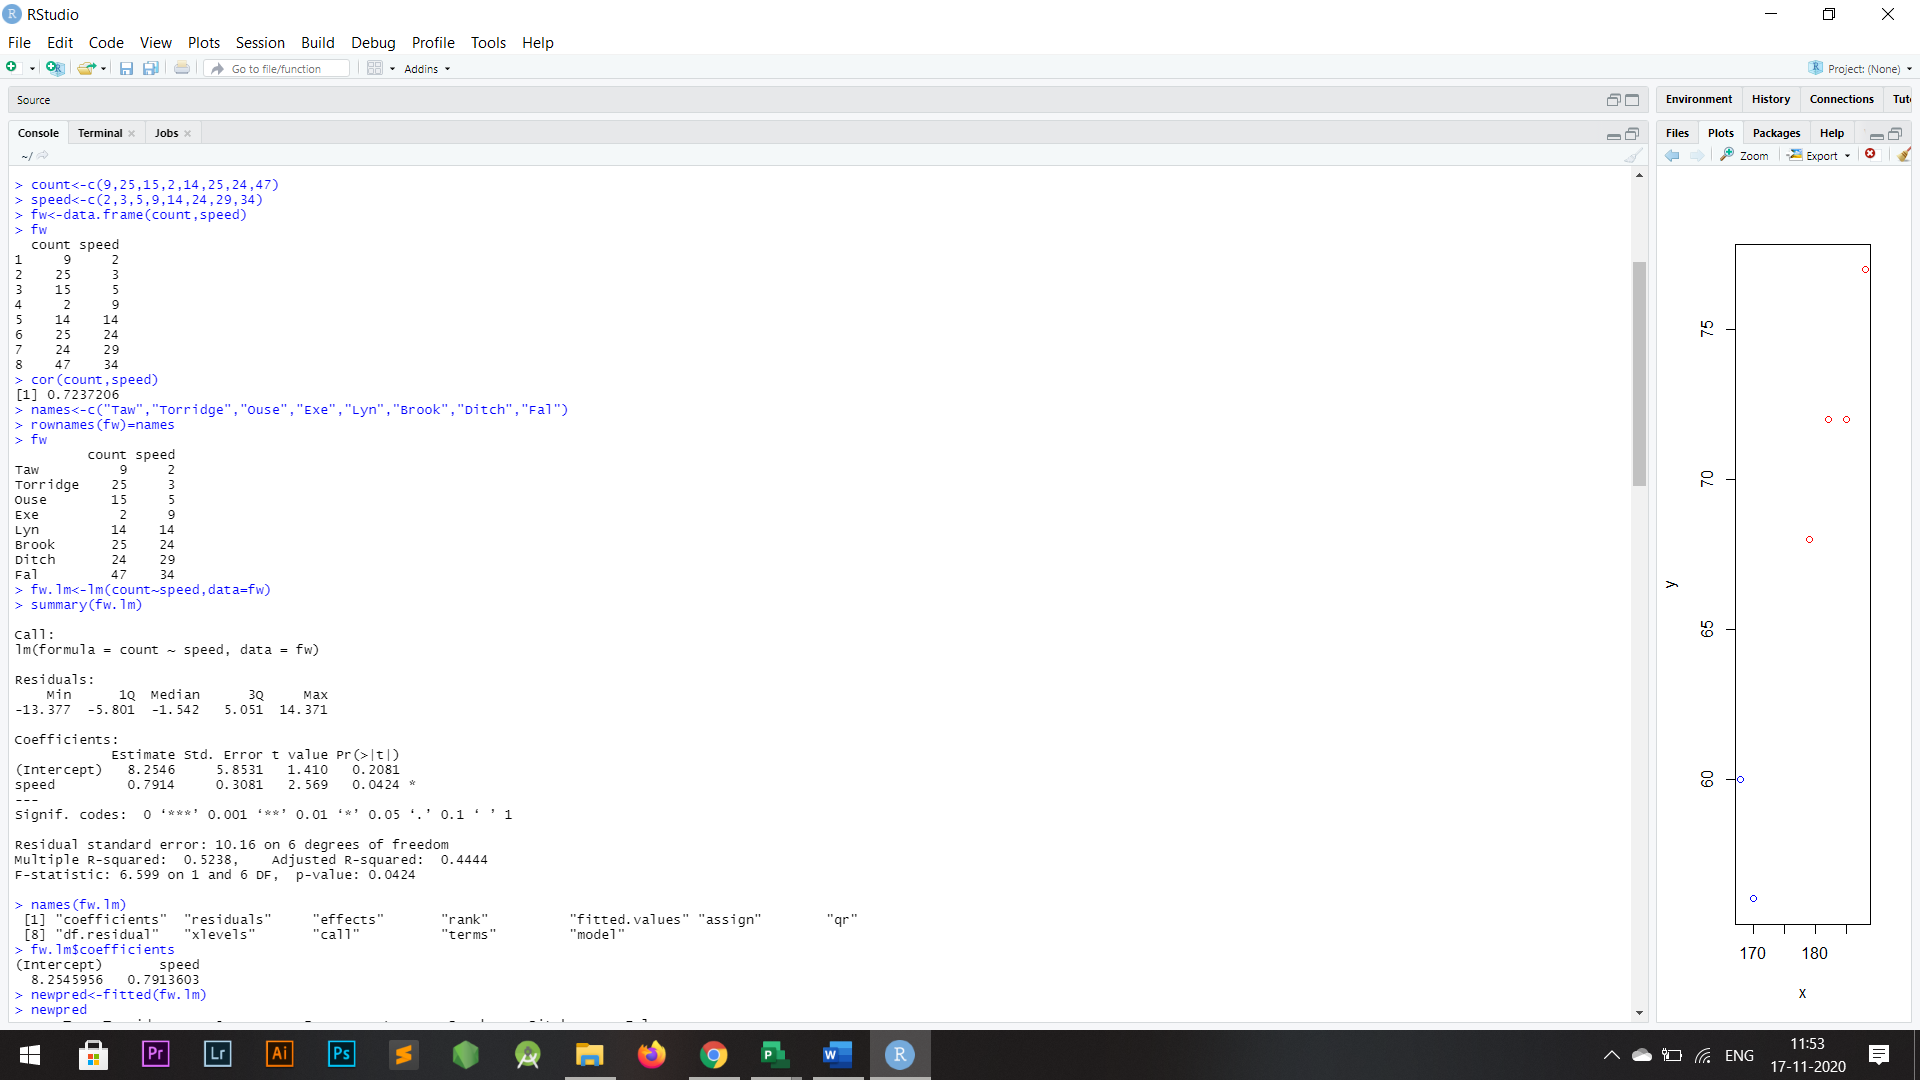 RStudio
File Edit Code View Plots Session Build Debug Profile Tools Help
Go to file/function Addins Project: (None)
Source
Console Terminal Jobs
~/
> count<-c(9,25,15,2,14,25,24,47)
> speed<-c(2,3,5,9,14,24,29,34)
> fw<-data.frame(count,speed)
> fw
count speed
1 9 2
2 25 3
3 15 5
4 2 9
5 14 14
6 25 24
7 24 29
8 47 34
> cor(count,speed)
[1] 0.7237206
> names<-c("Taw","Torridge","Ouse","Exe","Lyn","Brook","Ditch","Fal")
> rownames(fw)=names
> fw
count speed
Taw 9 2
Torridge 25 3
Ouse 15 5
Exe 2 9
Lyn 14 14
Brook 25 24
Ditch 24 29
Fal 47 34
> fw.lm<-lm(count~speed,data=fw)
> summary(fw.lm)
Call:
lm(formula = count ~ speed, data = fw)
Residuals:
Min 1Q Median 3Q Max
-13.377 -5.801 -1.542 5.051 14.371
Coefficients:
Estimate Std. Error t value Pr(>|t|)
(Intercept) 8.2546 5.8531 1.410 0.2081
speed 0.7914 0.3081 2.569 0.0424 *
---
Signif. codes: 0 ‘***’ 0.001 ‘**’ 0.01 ‘*’ 0.05 ‘.’ 0.1 ‘ ’ 1
Residual standard error: 10.16 on 6 degrees of freedom
Multiple R-squared: 0.5238, Adjusted R-squared: 0.4444
F-statistic: 6.599 on 1 and 6 DF, p-value: 0.0424
> names(fw.lm)
[1] "coefficients" "residuals" "effects" "rank" "fitted.values" "assign" "qr"
[8] "df.residual" "xlevels" "call" "terms" "model"
> fw.lm$coefficients
(Intercept) speed
8.2545956 0.7913603
> newpred<-fitted(fw.lm)
> newpred
Environment History Connections Tut
Files Plots Packages Help
Zoom Export
75
70
65
60
y
170 180
x
Pr Lr Ai Ps S P W R
ENG
11:53
17-11-2020